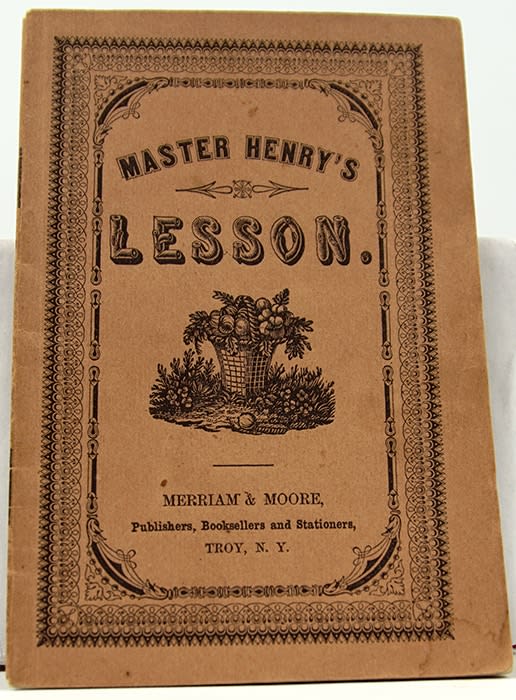 MASTER HENRY'S
LESSON.
MERRIAM & MOORE,
Publishers, Booksellers and Stationers,
TROY, N. Y.